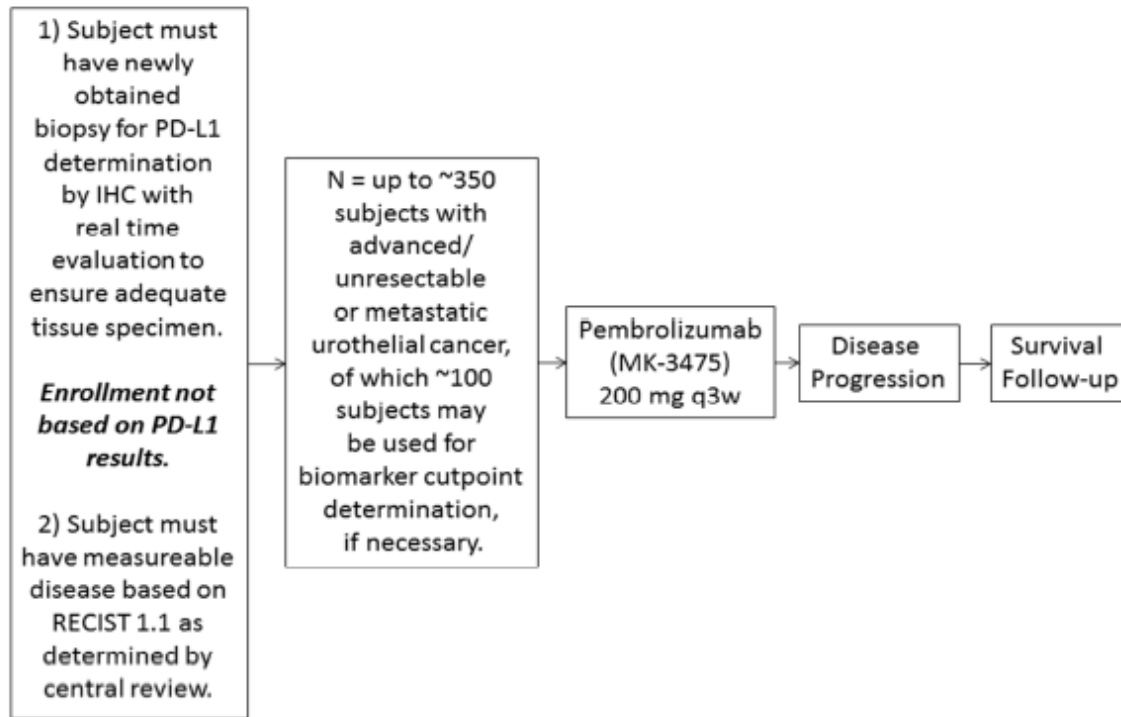 1) Subject must
have newly
obtained
biopsy for PD-L1
determination
by IHC with
real time
evaluation to
ensure adequate
tissue specimen.
Enrollment not
based on PD-L1
results.
2) Subject must
have measureable
disease based on
RECIST 1.1 as
determined by
central review.
N = up to ~350
subjects with
advanced/
unresectable
or metastatic
urothelial cancer,
of which ~100
subjects may
be used for
biomarker cutpoint
determination,
if necessary.
Pembrolizumab
(MK-3475)
200 mg q3w
Disease
Progression
Survival
Follow-up